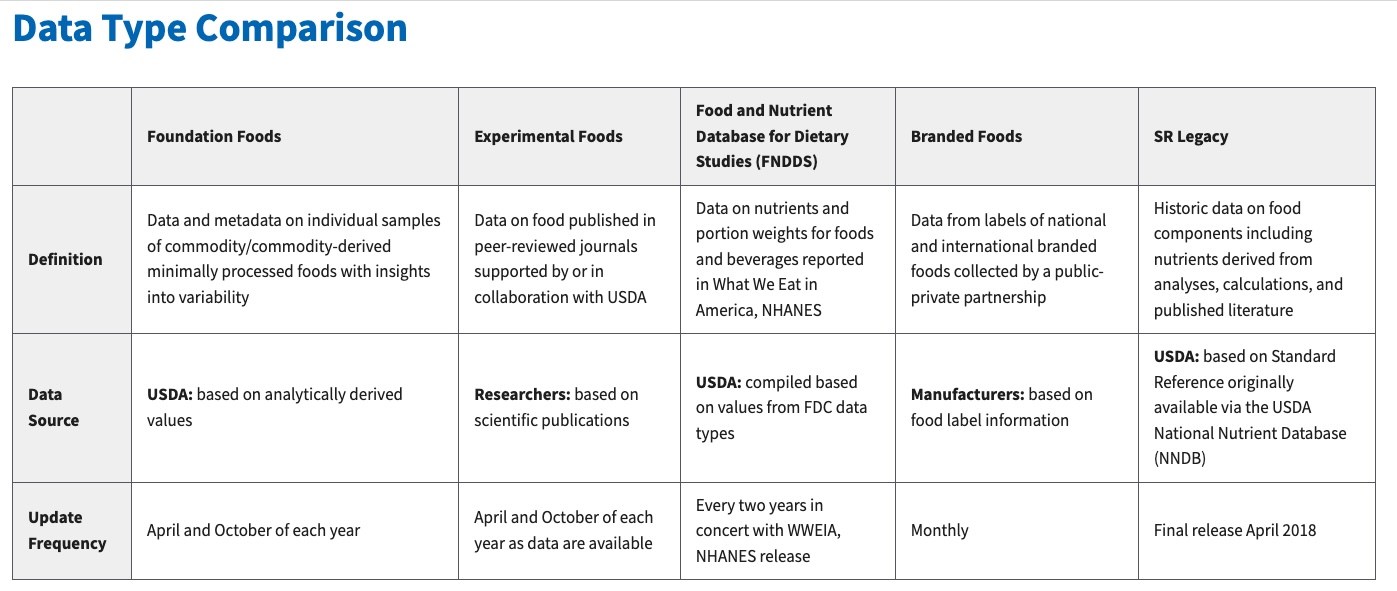 Data Type Comparison
Foundation Foods
Experimental Foods
Food and Nutrient
Database for Dietary
Studies (FNDDS)
Branded Foods
SR Legacy
Definition
Data and metadata on individual samples
of commodity/commodity-derived
minimally processed foods with insights
into variability
Data on food published in
peer-reviewed journals
supported by or in
collaboration with USDA
Data on nutrients and
portion weights for foods
and beverages reported
in What We Eat in
America, NHANES
Data from labels of national
and international branded
foods collected by a public-
private partnership
Historic data on food
components including
nutrients derived from
analyses, calculations, and
published literature
Data
Source
USDA: based on analytically derived
values
Researchers: based on
scientific publications
USDA: compiled based
on values from FDC data
types
Manufacturers: based on
food label information
USDA: based on Standard
Reference originally
available via the USDA
National Nutrient Database
(NNDB)
Update
Frequency
April and October of each year
April and October of each
year as data are available
Every two years in
concert with WWEIA,
NHANES release
Monthly
Final release April 2018